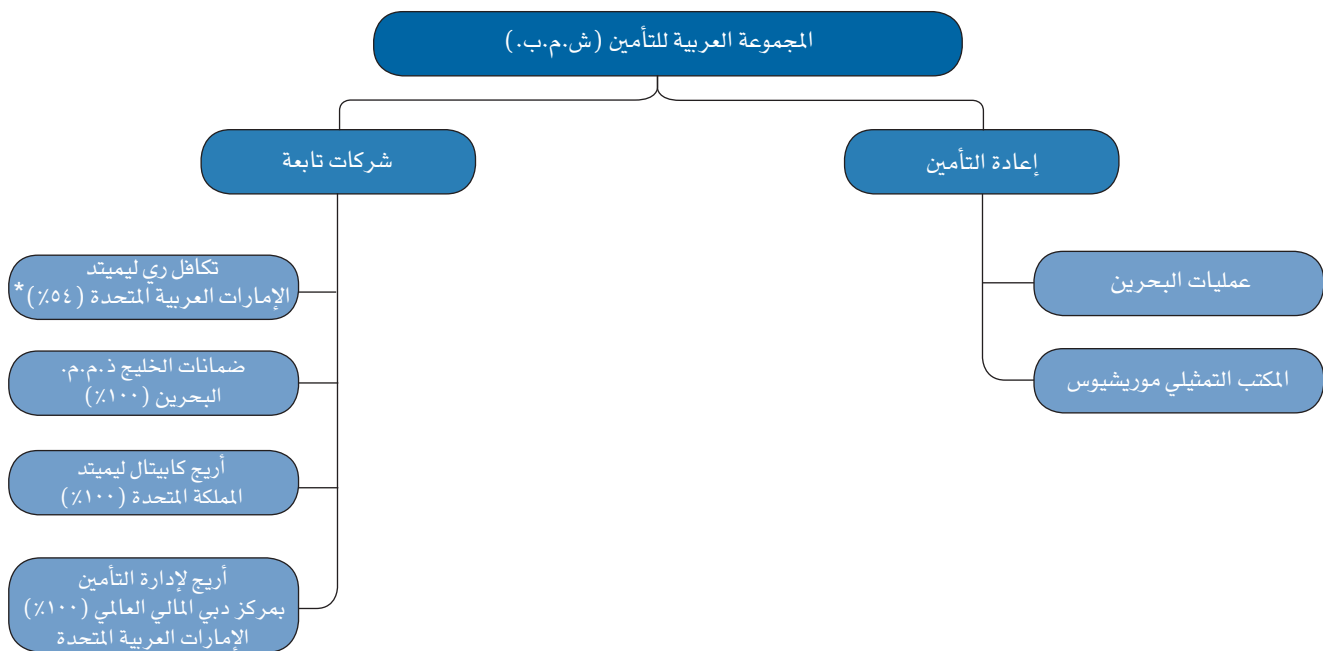 المجموعة العربية للتأمين (ش.م.ب.)
إعادة التأمين
عمليات البحرين
المكتب التمثيلي موريشيوس
شركات تابعة
تكافل ري ليميتد
الإمارات العربية المتحدة (٥٤٪)*
ضمانات الخليج ذ.م.م.
البحرين (١٠٠٪)
أريج كابيتال ليميتد
المملكة المتحدة (١٠٠٪)
أريج لإدارة التأمين
بمركز دبي المالي العالمي (١٠٠٪)
الإمارات العربية المتحدة